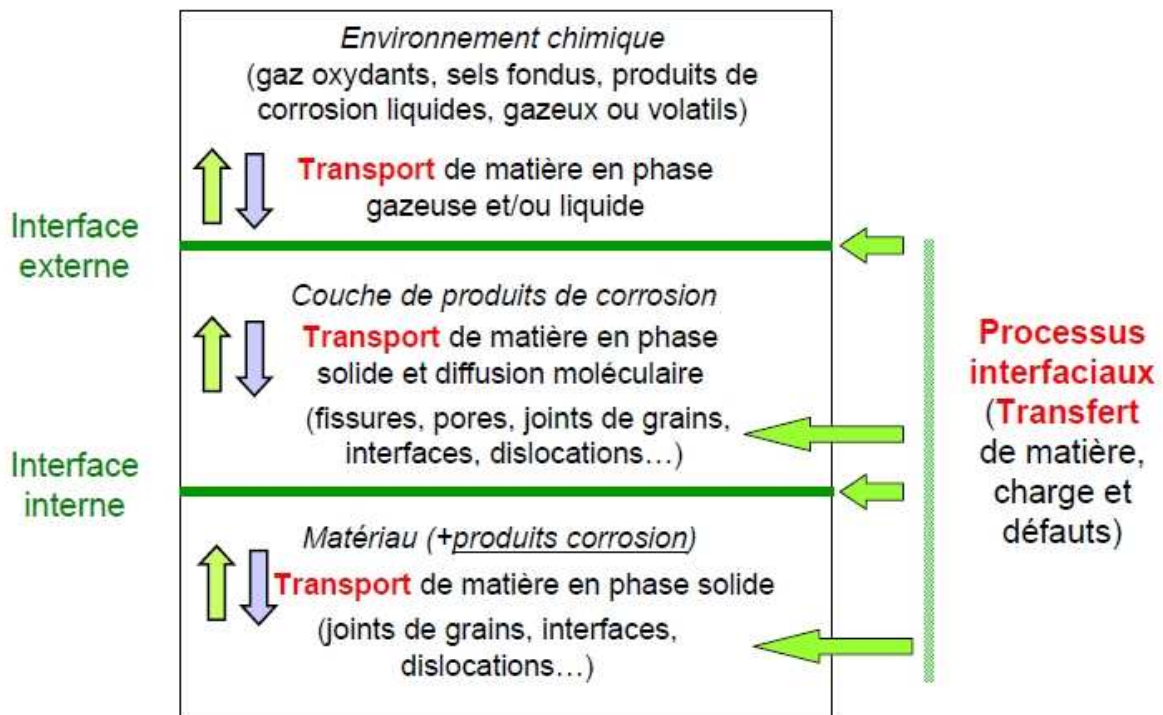 Environnement chimique
(gaz oxydants, sels fondus, produits de
corrosion liquides, gazeux ou volatils)
Transport de matière en phase
gazeuse et/ou liquide
Interface
externe
Couche de produits de corrosion
Transport de matière en phase
solide et diffusion moléculaire
(fissures, pores, joints de grains,
interfaces, dislocations…)
Processus
interfaciaux
(Transfert
de matière,
charge et
défauts)
Interface
interne
Matériau (+produits corrosion)
Transport de matière en phase solide
(joints de grains, interfaces,
dislocations…)